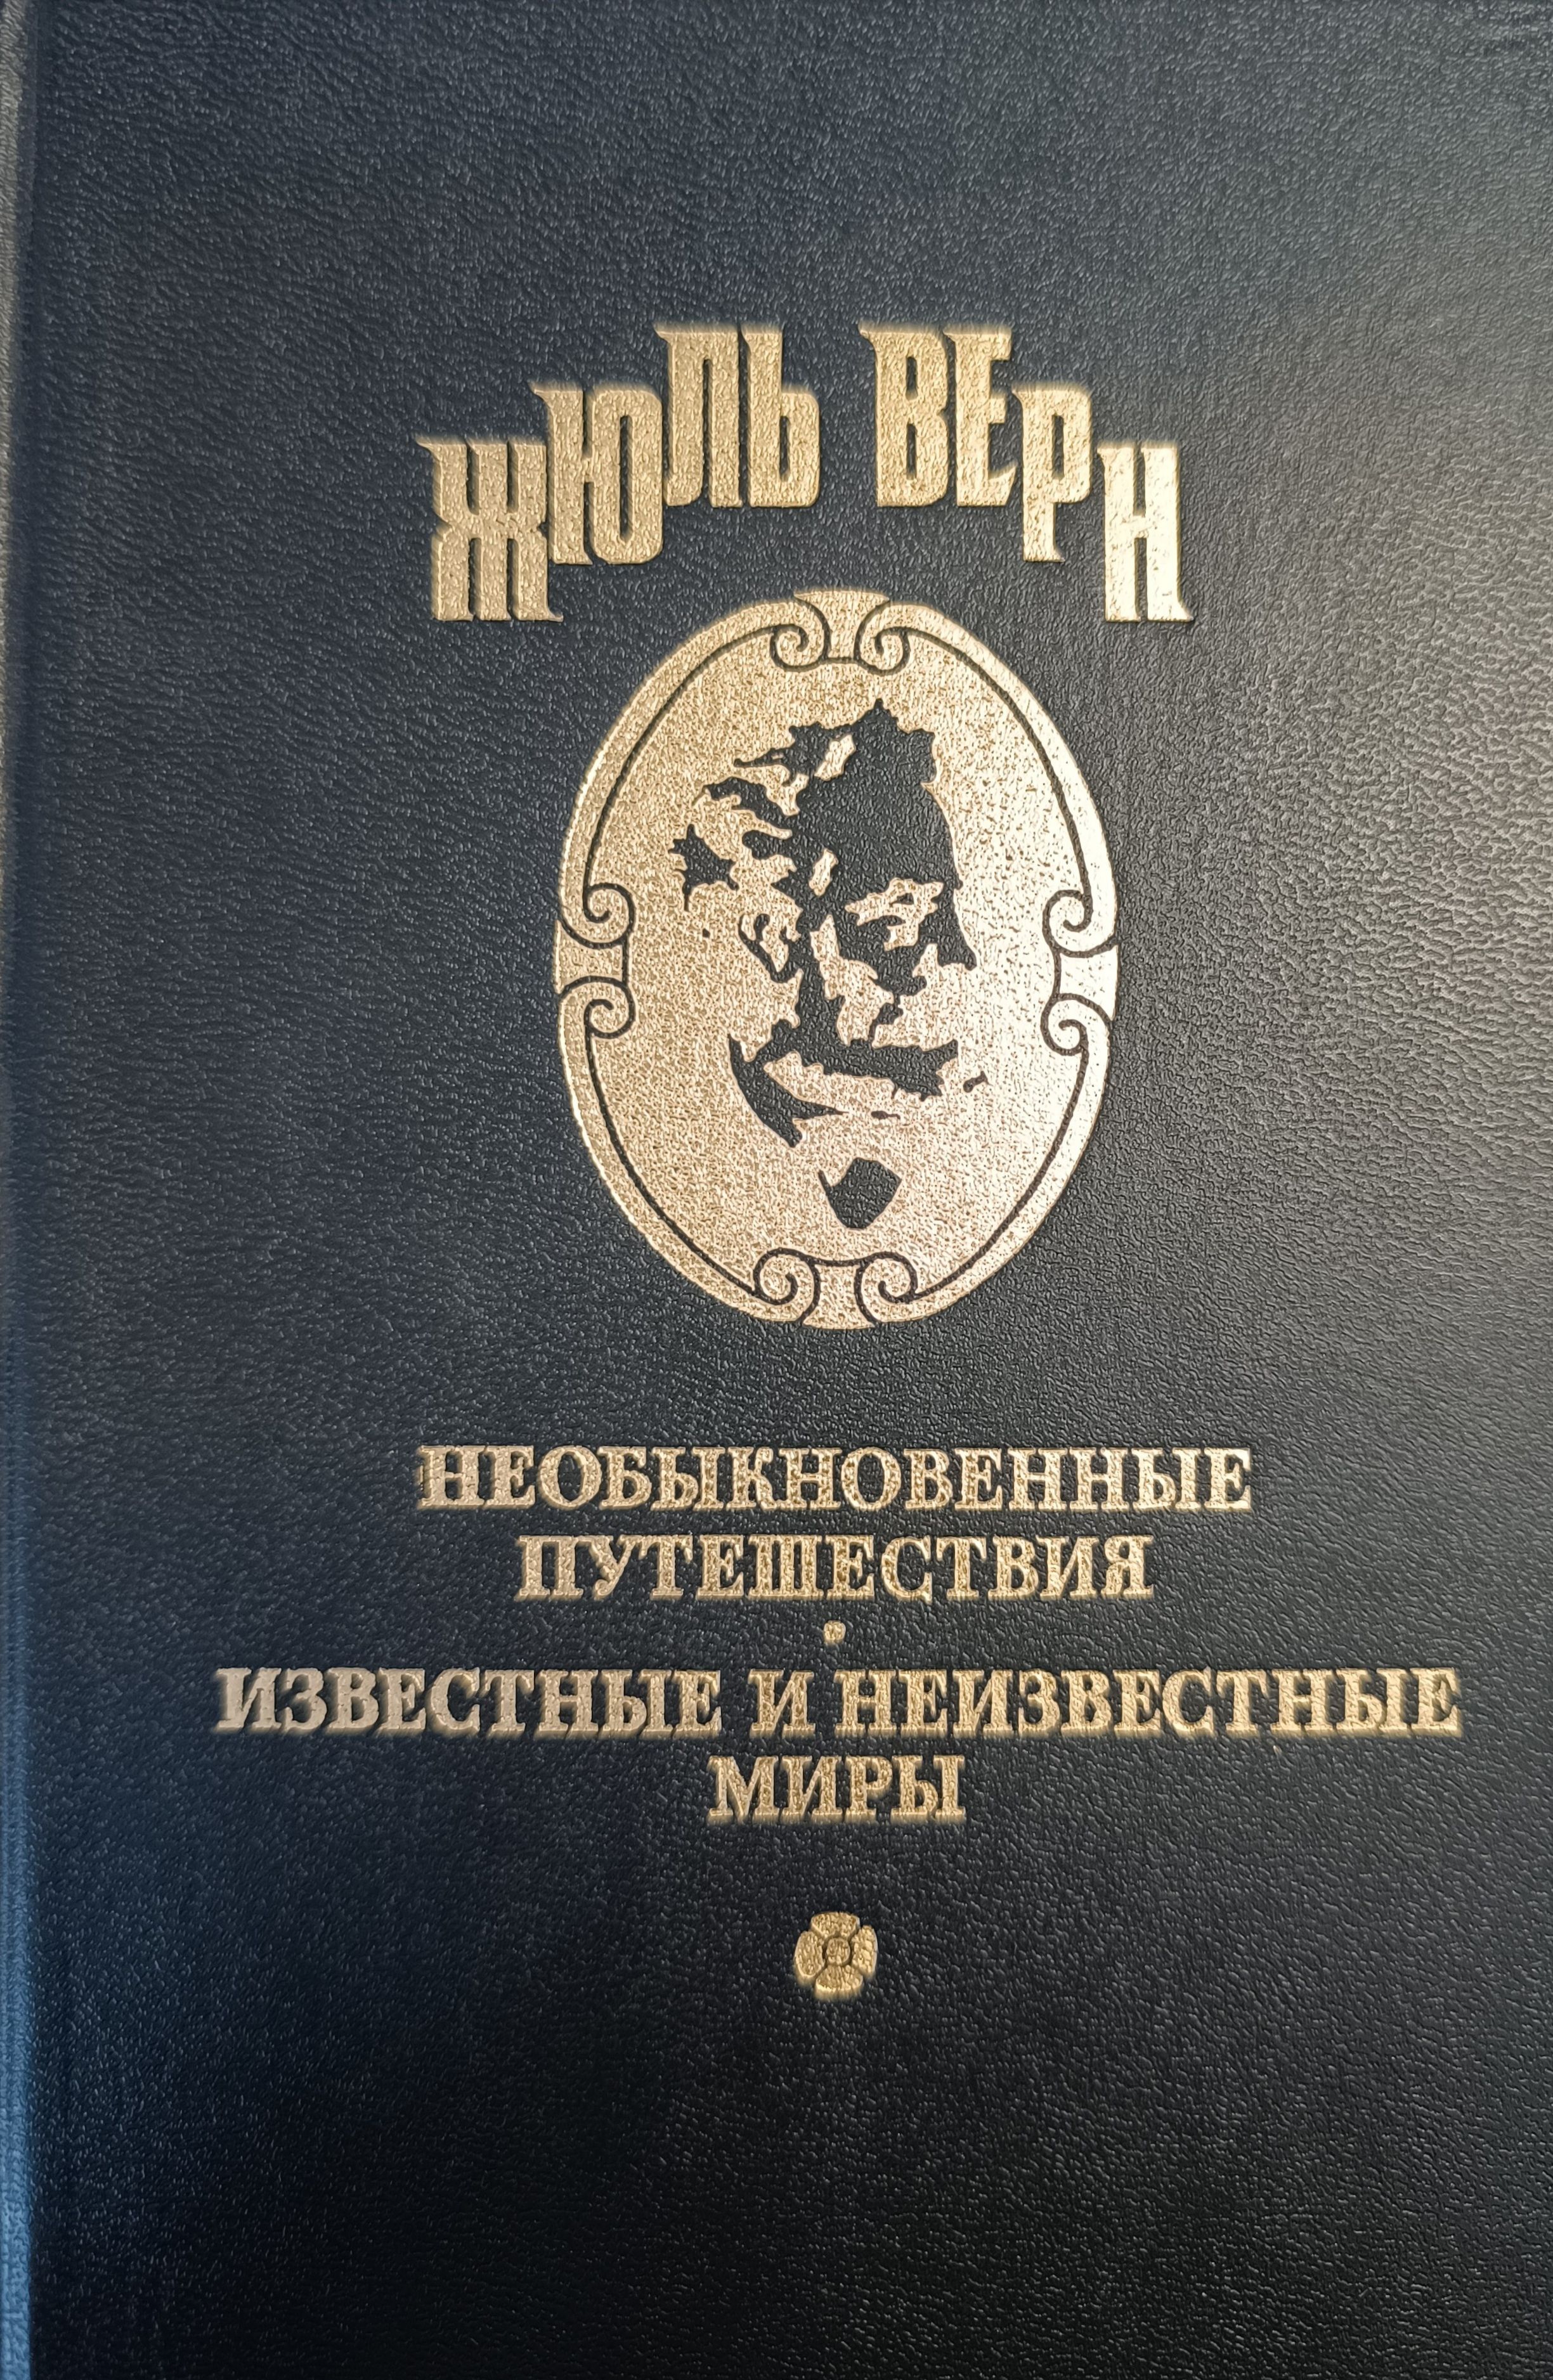 ЖЮЛЬ ВЕРН
НЕОБЫКНОВЕННЫЕ
ПУТЕШЕСТВИЯ
•
ИЗВЕСТНЫЕ И НЕИЗВЕСТНЫЕ
МИРЫ